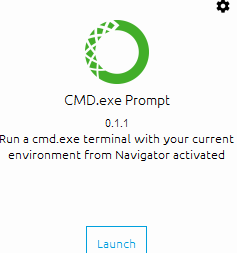 CMD.exe Prompt
0.1.1
Run a cmd.exe terminal with your current
environment from Navigator activated
Launch